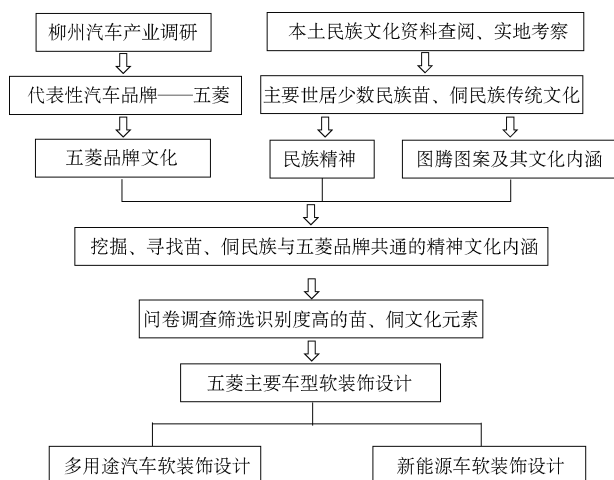 柳州汽车产业调研
本土民族文化资料查阅、实地考察
代表性汽车品牌——五菱
主要世居少数民族苗、侗民族传统文化
五菱品牌文化
民族精神
图腾图案及其文化内涵
挖掘、寻找苗、侗民族与五菱品牌共通的精神文化内涵
问卷调查筛选识别度高的苗、侗文化元素
五菱主要车型软装饰设计
多用途汽车软装饰设计
新能源车软装饰设计